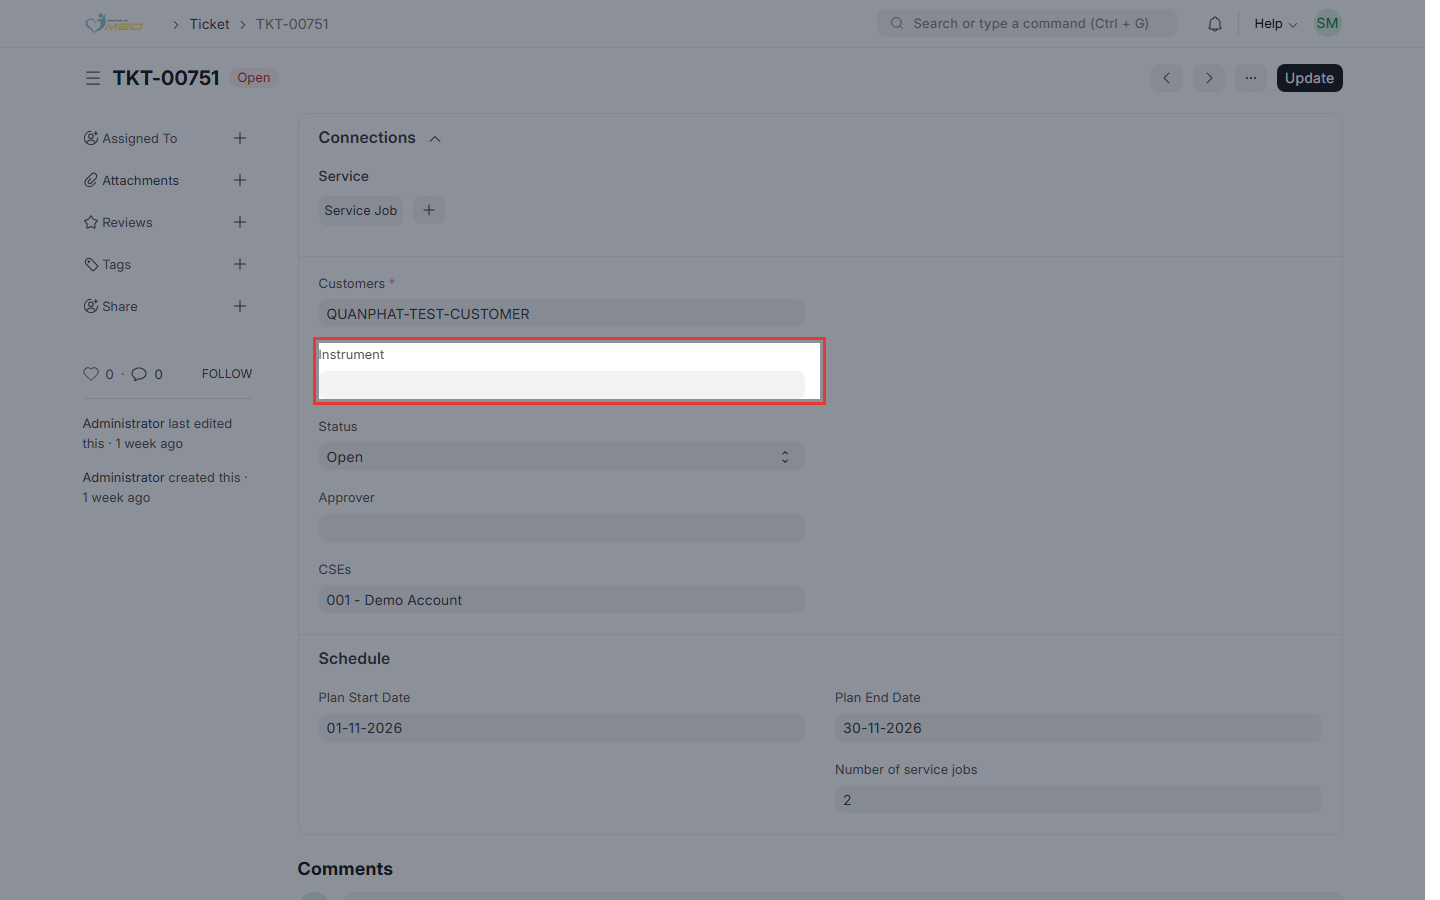 MED
Ticket
TKT-00751
Search or type a command (Ctrl + G)
Help
SM
TKT-00751
Open
...
Update
Assigned To
Attachments
Reviews
Tags
Share
0 · 0
FOLLOW
Administrator last edited
this · 1 week ago
Administrator created this ·
1 week ago
Connections
Service
Service Job
Customers *
QUANPHAT-TEST-CUSTOMER
Instrument
Status
Open
Approver
CSEs
001 - Demo Account
Schedule
Plan Start Date
01-11-2026
Plan End Date
30-11-2026
Number of service jobs
2
Comments